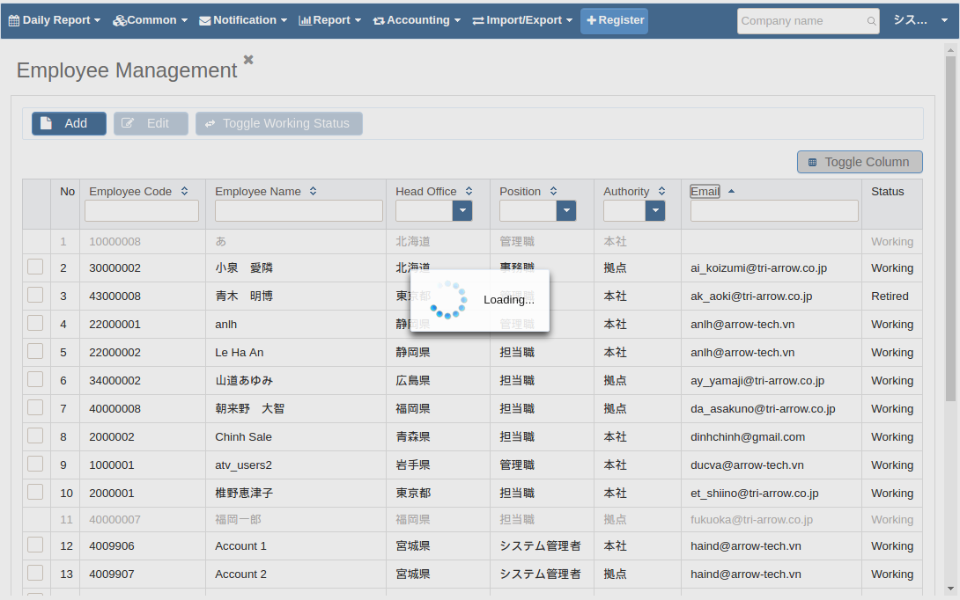 Daily Report Common Notification Report Accounting Import/Export Register Company name シス...
Employee Management
Add Edit Toggle Working Status
Toggle Column
No Employee Code Employee Name Head Office Position Authority Email Status
1 10000008 あ 北海道 管理職 本社 Working
2 30000002 小泉　愛隣 北海道 事務職 拠点 ai_koizumi@tri-arrow.co.jp Working
3 43000008 青木　明博 東京都 本社 ak_aoki@tri-arrow.co.jp Retired
Loading...
4 22000001 anlh 静岡県 管理職 本社 anlh@arrow-tech.vn Working
5 22000002 Le Ha An 静岡県 担当職 本社 anlh@arrow-tech.vn Working
6 34000002 山道あゆみ 広島県 担当職 拠点 ay_yamaji@tri-arrow.co.jp Working
7 40000008 朝来野　大智 福岡県 担当職 拠点 da_asakuno@tri-arrow.co.jp Working
8 2000002 Chinh Sale 青森県 担当職 本社 dinhchinh@gmail.com Working
9 1000001 atv_users2 岩手県 管理職 本社 ducva@arrow-tech.vn Working
10 2000001 椎野恵津子 東京都 担当職 本社 et_shiino@tri-arrow.co.jp Working
11 40000007 福岡一郎 福岡県 担当職 拠点 fukuoka@tri-arrow.co.jp Working
12 4009906 Account 1 宮城県 システム管理者 本社 haind@arrow-tech.vn Working
13 4009907 Account 2 宮城県 システム管理者 拠点 haind@arrow-tech.vn Working